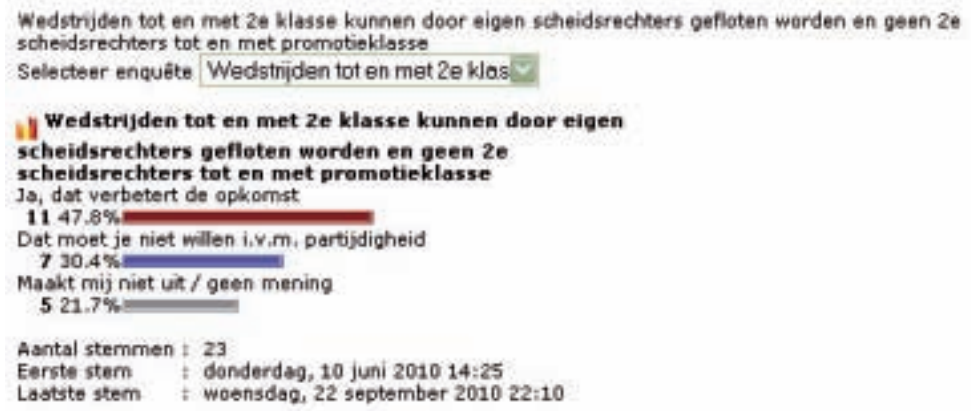 Wedstrijden tot en met 2e klasse kunnen door eigen scheidsrechters gefloten worden en geen 2e
scheidsrechters tot en met promotieklasse
Selecteer enquête Wedstrijden tot en met 2e klas
Wedstrijden tot en met 2e klasse kunnen door eigen
scheidsrechters gefloten worden en geen 2e
scheidsrechters tot en met promotieklasse
Ja, dat verbetert de opkomst
11 47.8%
Dat moet je niet willen i.v.m. partijdigheid
7 30.4%
Maakt mij niet uit / geen mening
5 21.7%
Aantal stemmen : 23
Eerste stem : donderdag, 10 juni 2010 14:25
Laatste stem : woensdag, 22 september 2010 22:10